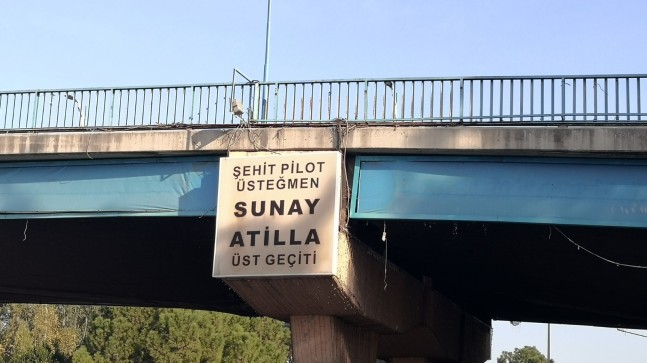 ŞEHİT PİLOT
ÜSTEĞMEN
SUNAY
ATİLLA
ÜST GEÇİTİ